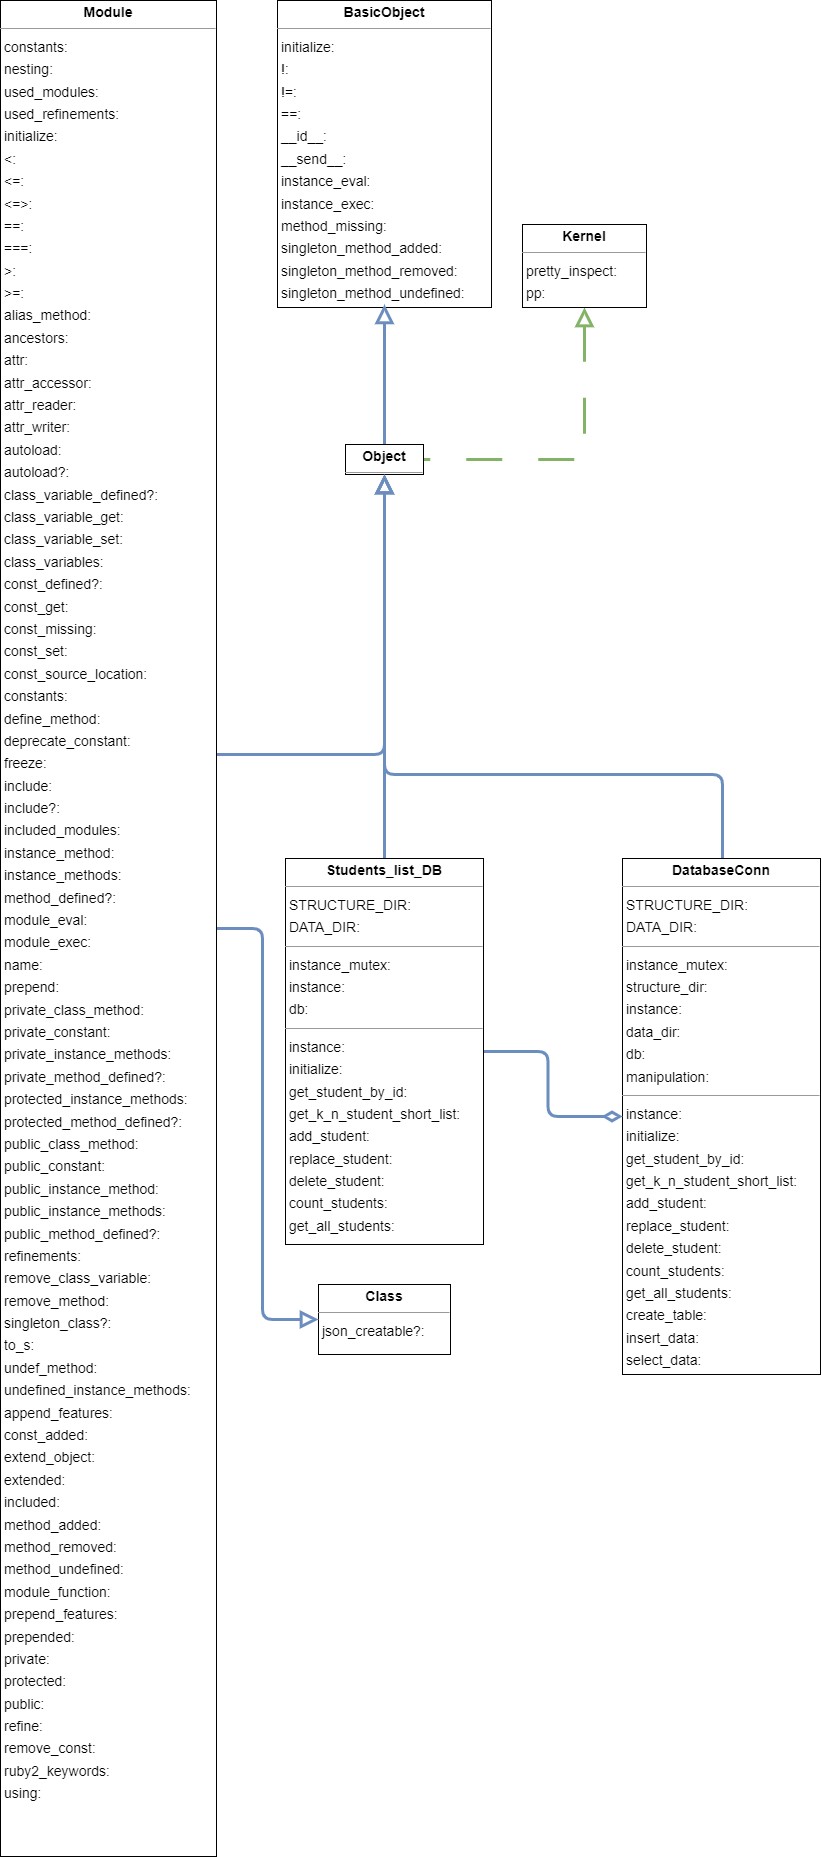 Module
constants:
nesting:
used_modules:
used_refinements:
initialize:
<:
<=:
<=>:
==:
===:
>:
>=:
alias_method:
ancestors:
attr:
attr_accessor:
attr_reader:
attr_writer:
autoload:
autoload?:
class_variable_defined?:
class_variable_get:
class_variable_set:
class_variables:
const_defined?:
const_get:
const_missing:
const_set:
const_source_location:
constants:
define_method:
deprecate_constant:
freeze:
include:
include?:
included_modules:
instance_method:
instance_methods:
method_defined?:
module_eval:
module_exec:
name:
prepend:
private_class_method:
private_constant:
private_instance_methods:
private_method_defined?:
protected_instance_methods:
protected_method_defined?:
public_class_method:
public_constant:
public_instance_method:
public_instance_methods:
public_method_defined?:
refinements:
remove_class_variable:
remove_method:
singleton_class?:
to_s:
undef_method:
undefined_instance_methods:
append_features:
const_added:
extend_object:
extended:
included:
method_added:
method_removed:
method_undefined:
module_function:
prepend_features:
prepended:
private:
protected:
public:
refine:
remove_const:
ruby2_keywords:
using:
BasicObject
initialize:
!:
!=:
==:
__id__:
__send__:
instance_eval:
instance_exec:
method_missing:
singleton_method_added:
singleton_method_removed:
singleton_method_undefined:
Kernel
pretty_inspect:
pp:
Object
Students_list_DB
STRUCTURE_DIR:
DATA_DIR:
instance_mutex:
instance:
db:
instance:
initialize:
get_student_by_id:
get_k_n_student_short_list:
add_student:
replace_student:
delete_student:
count_students:
get_all_students:
DatabaseConn
STRUCTURE_DIR:
DATA_DIR:
instance_mutex:
structure_dir:
instance:
data_dir:
db:
manipulation:
instance:
initialize:
get_student_by_id:
get_k_n_student_short_list:
add_student:
replace_student:
delete_student:
count_students:
get_all_students:
create_table:
insert_data:
select_data:
Class
json_creatable?: